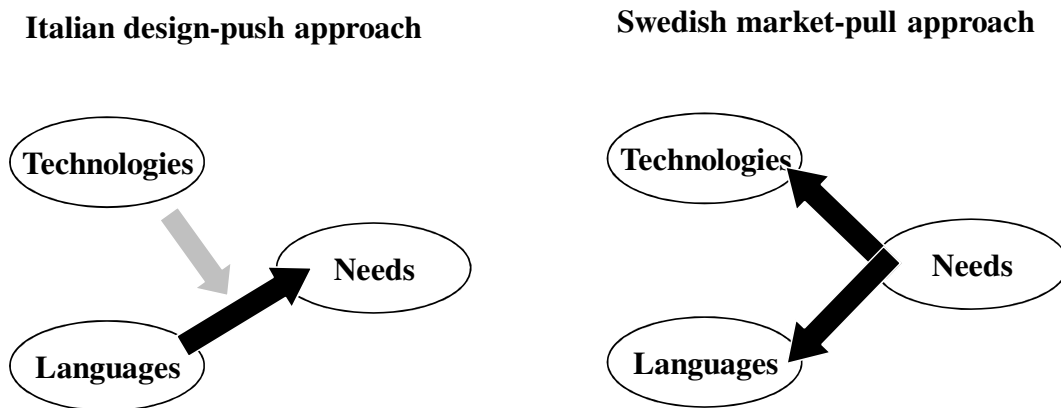 Italian design-push approach
Swedish market-pull approach
Technologies
Needs
Languages
Technologies
Needs
Languages